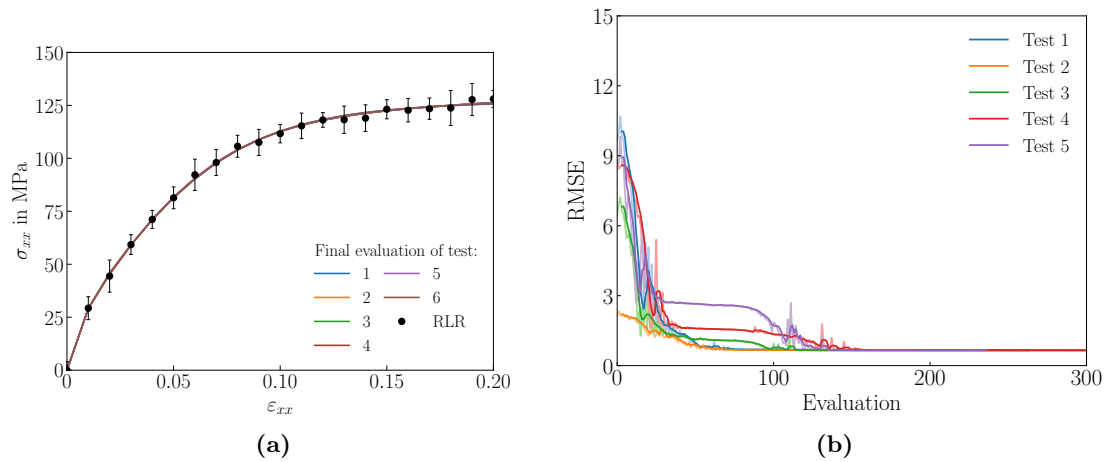 150
125
100
75
50
25
0
0.00
0.05
0.10
0.15
0.20
σxx in MPa
εxx
Final evaluation of test:
1
2
3
4
5
6
RLR
(a)
15
12
9
6
3
0
0
100
200
300
RMSE
Evaluation
Test 1
Test 2
Test 3
Test 4
Test 5
(b)